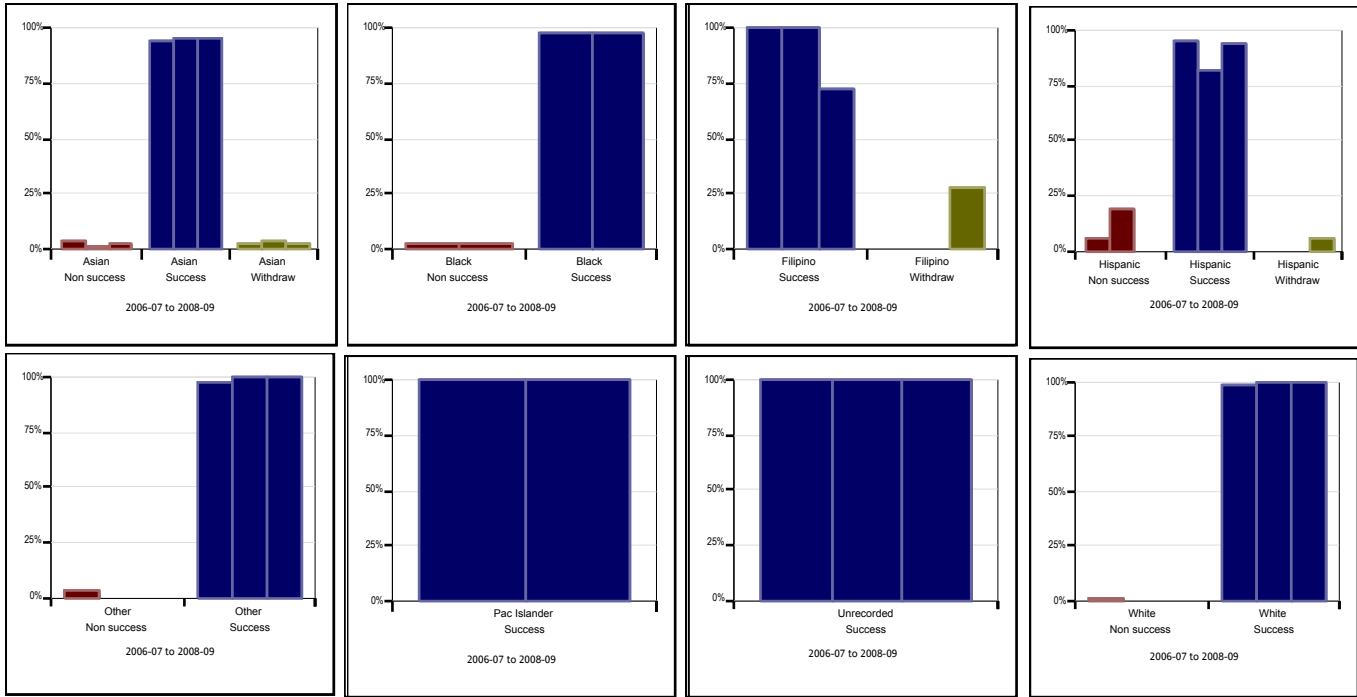 100%
75%
50%
25%
0%
Asian Asian Asian
Non success Success Withdraw
2006-07 to 2008-09
100%
75%
50%
25%
0%
Black Black
Non success Success
2006-07 to 2008-09
100%
75%
50%
25%
0%
Filipino Filipino
Success Withdraw
2006-07 to 2008-09
100%
75%
50%
25%
0%
Hispanic Hispanic Hispanic
Non success Success Withdraw
2006-07 to 2008-09
100%
75%
50%
25%
0%
Other Other
Non success Success
2006-07 to 2008-09
100%
75%
50%
25%
0%
Pac Islander
Success
2006-07 to 2008-09
100%
75%
50%
25%
0%
Unrecorded
Success
2006-07 to 2008-09
100%
75%
50%
25%
0%
White White
Non success Success
2006-07 to 2008-09